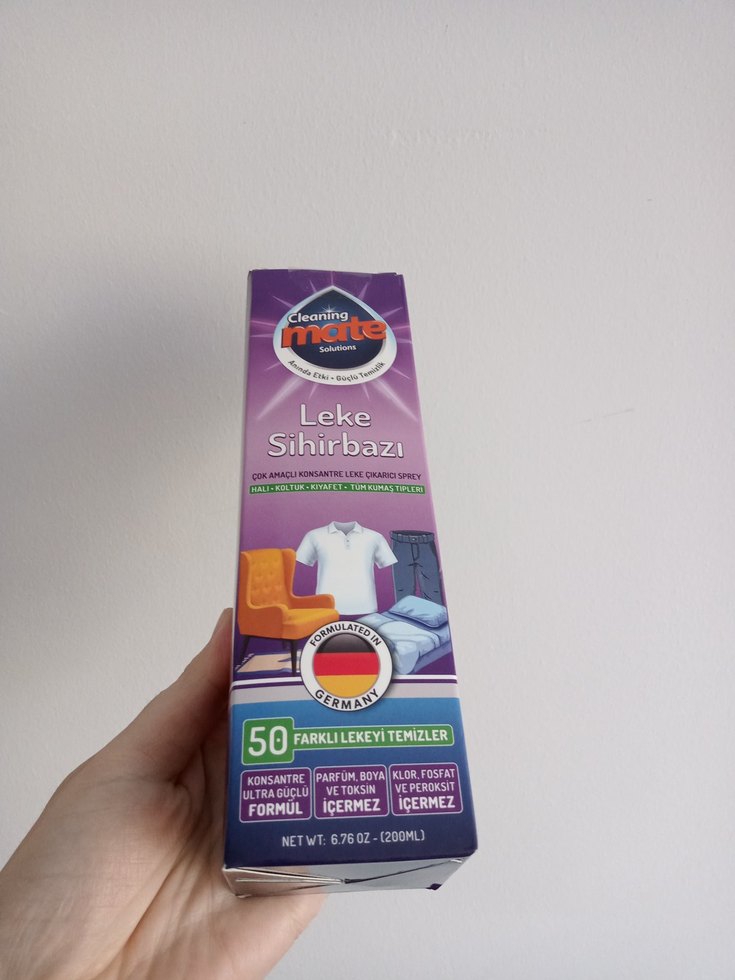 Cleaning
mate
Solutions
Anında Etki • Güçlü Temizlik
Leke
Sihirbazı
ÇOK AMAÇLI KONSANTRE LEKE ÇIKARICI SPREY
HALI • KOLTUK • KIYAFET • TÜM KUMAŞ TİPLERİ
FORMULATED IN
GERMANY
50 FARKLI LEKEYİ TEMİZLER
KONSANTRE
ULTRA GÜÇLÜ
FORMÜL
PARFÜM, BOYA
VE TOKSİN
İÇERMEZ
KLOR, FOSFAT
VE PEROKSİT
İÇERMEZ
NET WT: 6.76 OZ - (200ML)